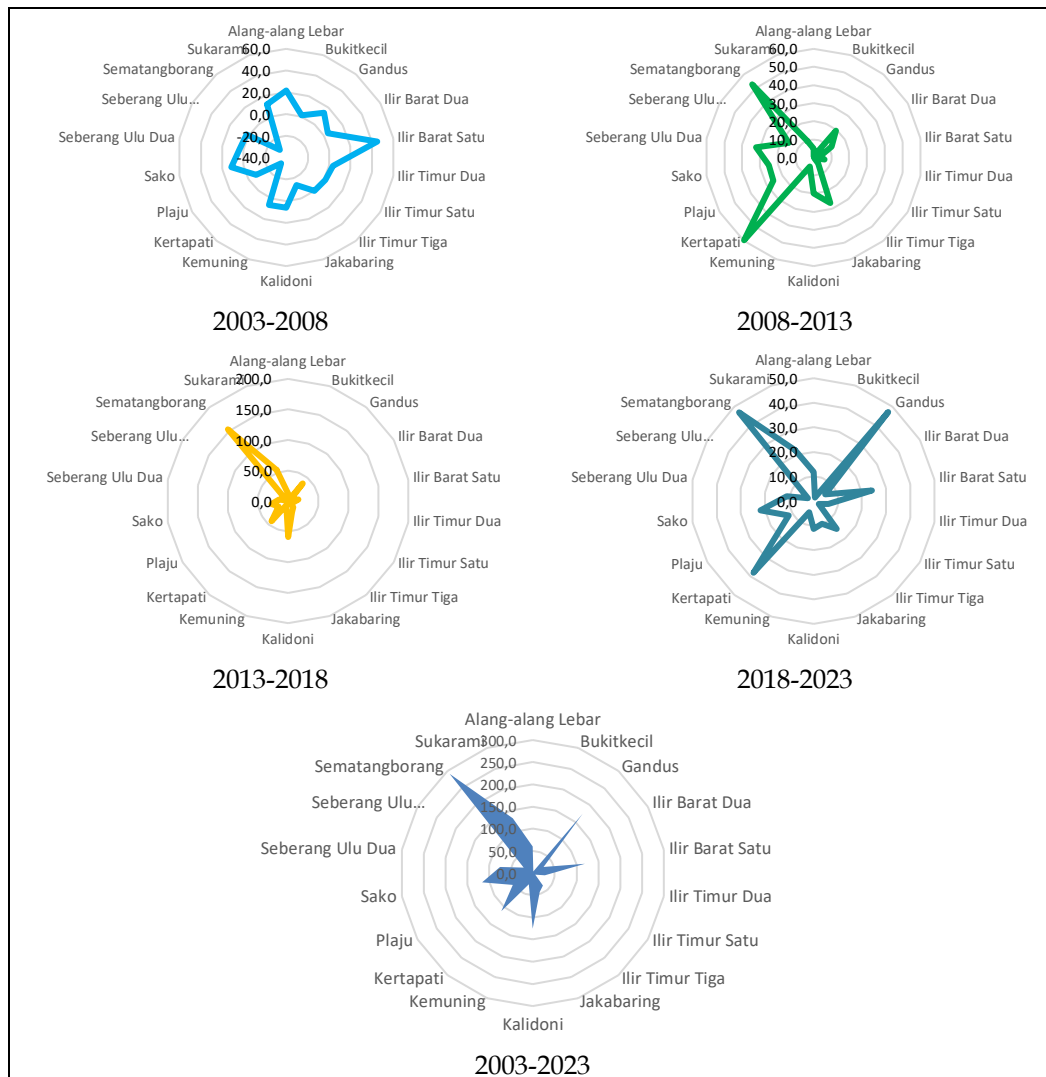 Alang-alang Lebar
Bukitkecil
Gandus
Ilir Barat Dua
Ilir Barat Satu
Ilir Timur Dua
Ilir Timur Satu
Ilir Timur Tiga
Jakabaring
Kalidoni
Kemuning
Kertapati
Plaju
Sako
Seberang Ulu Dua
Seberang Ulu...
Sematangborang
Sukarami
60,0
40,0
20,0
0,0
-20,0
-40,0
2003-2008
Alang-alang Lebar
Bukitkecil
Gandus
Ilir Barat Dua
Ilir Barat Satu
Ilir Timur Dua
Ilir Timur Satu
Ilir Timur Tiga
Jakabaring
Kalidoni
Kemuning
Kertapati
Plaju
Sako
Seberang Ulu Dua
Seberang Ulu...
Sematangborang
Sukarami
60,0
50,0
40,0
30,0
20,0
10,0
0,0
2008-2013
Alang-alang Lebar
Bukitkecil
Gandus
Ilir Barat Dua
Ilir Barat Satu
Ilir Timur Dua
Ilir Timur Satu
Ilir Timur Tiga
Jakabaring
Kalidoni
Kemuning
Kertapati
Plaju
Sako
Seberang Ulu Dua
Seberang Ulu...
Sematangborang
Sukarami
200,0
150,0
100,0
50,0
0,0
2013-2018
Alang-alang Lebar
Bukitkecil
Gandus
Ilir Barat Dua
Ilir Barat Satu
Ilir Timur Dua
Ilir Timur Satu
Ilir Timur Tiga
Jakabaring
Kalidoni
Kemuning
Kertapati
Plaju
Sako
Seberang Ulu Dua
Seberang Ulu...
Sematangborang
Sukarami
50,0
40,0
30,0
20,0
10,0
0,0
2018-2023
Alang-alang Lebar
Bukitkecil
Gandus
Ilir Barat Dua
Ilir Barat Satu
Ilir Timur Dua
Ilir Timur Satu
Ilir Timur Tiga
Jakabaring
Kalidoni
Kemuning
Kertapati
Plaju
Sako
Seberang Ulu Dua
Seberang Ulu...
Sematangborang
Sukarami
300,0
250,0
200,0
150,0
100,0
50,0
0,0
2003-2023